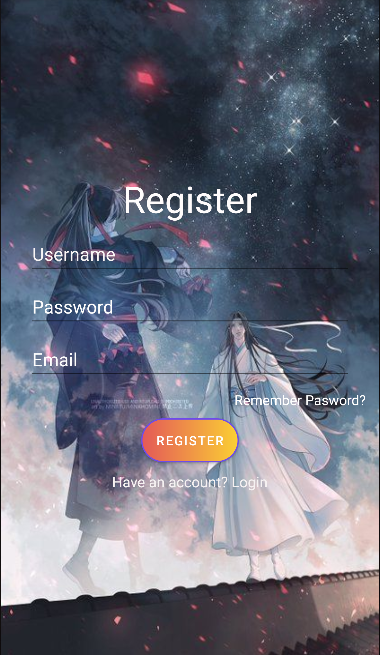 Register
Username
Password
Email
Remember Pasword?
REGISTER
Have an account? Login